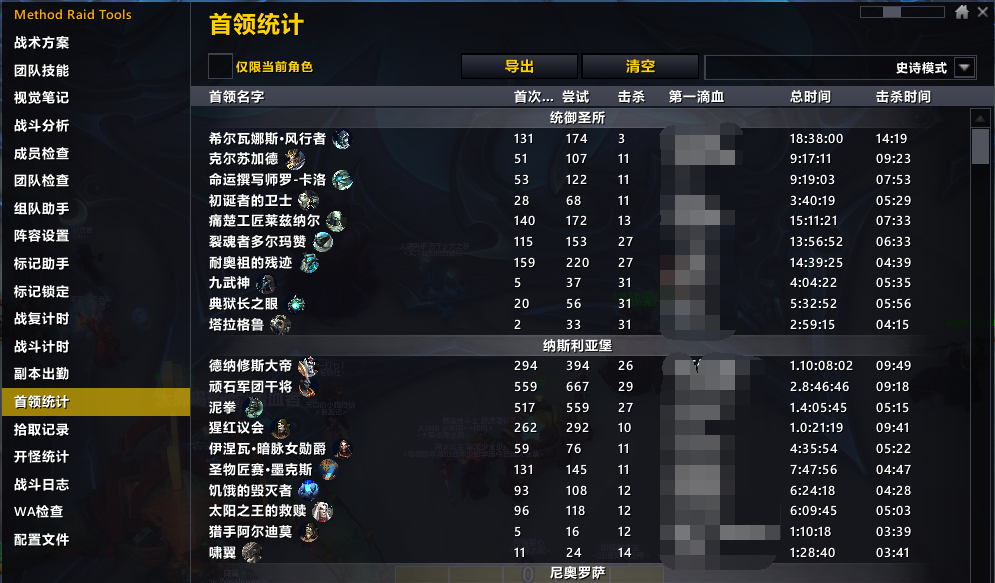 Method Raid Tools
战术方案
团队技能
视觉笔记
战斗分析
成员检查
团队检查
组队助手
阵容设置
标记助手
标记锁定
战复计时
战斗计时
副本出勤
首领统计
拾取记录
开怪统计
战斗日志
WA检查
配置文件
首领统计
仅限当前角色 导出 清空 史诗模式
首领名字 首次... 尝试 击杀 第一滴血 总时间 击杀时间
统御圣所
希尔瓦娜斯·风行者 131 174 3 18:38:00 14:19
克尔苏加德 51 107 11 9:17:11 09:23
命运撰写师罗-卡洛 53 122 11 9:19:03 07:53
初诞者的卫士 28 68 11 3:40:19 05:29
痛楚工匠莱兹纳尔 140 172 13 15:11:21 07:33
裂魂者多尔玛赞 115 153 27 13:56:52 06:33
耐奥祖的残迹 159 220 27 14:39:25 04:39
九武神 5 37 31 4:04:22 05:35
典狱长之眼 20 56 31 5:32:52 05:56
塔拉格鲁 2 33 31 2:59:15 04:15
纳斯利亚堡
德纳修斯大帝 294 394 26 1.10:08:02 09:49
顽石军团干将 559 667 29 2.8:46:46 09:18
泥拳 517 559 27 1.4:05:45 05:15
猩红议会 262 292 10 1.0:21:19 09:41
伊涅瓦·暗脉女勋爵 59 76 11 4:35:54 05:22
圣物匠赛·墨克斯 131 145 11 7:47:56 04:47
饥饿的毁灭者 93 108 12 6:24:18 04:28
太阳之王的救赎 96 118 12 6:09:45 05:03
猎手阿尔迪莫 5 16 12 1:10:18 03:39
啸翼 11 24 14 1:28:40 03:41
尼奥罗萨